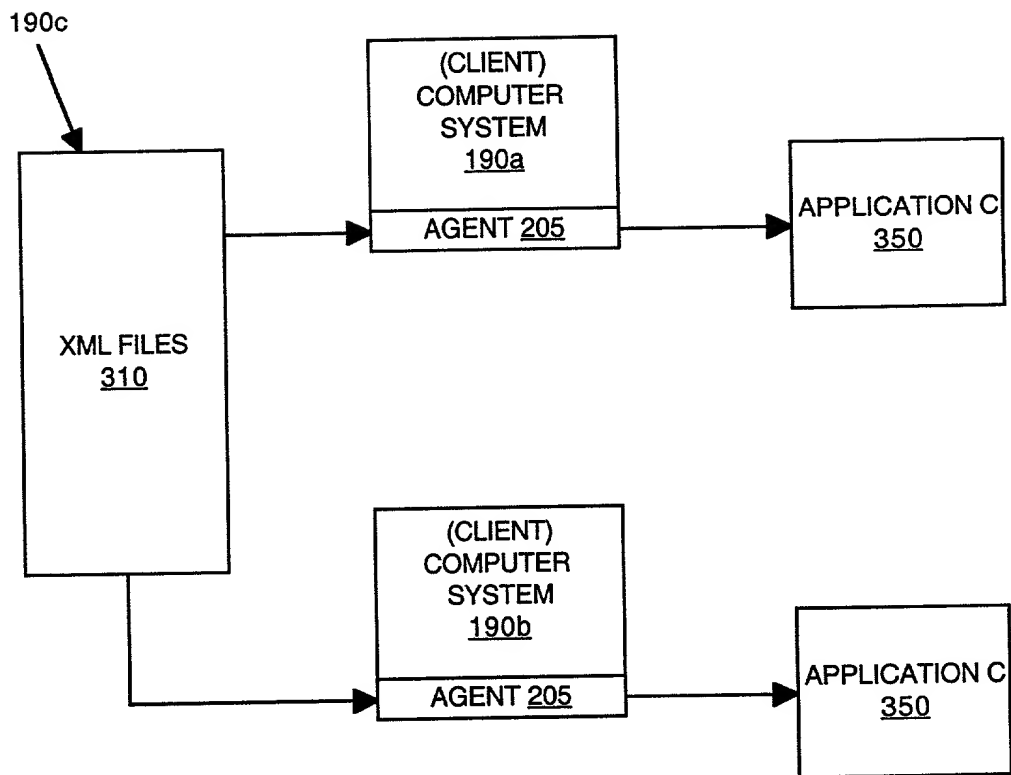 190c
(CLIENT)
COMPUTER
SYSTEM
190a
AGENT 205
APPLICATION C
350
XML FILES
310
(CLIENT)
COMPUTER
SYSTEM
190b
AGENT 205
APPLICATION C
350